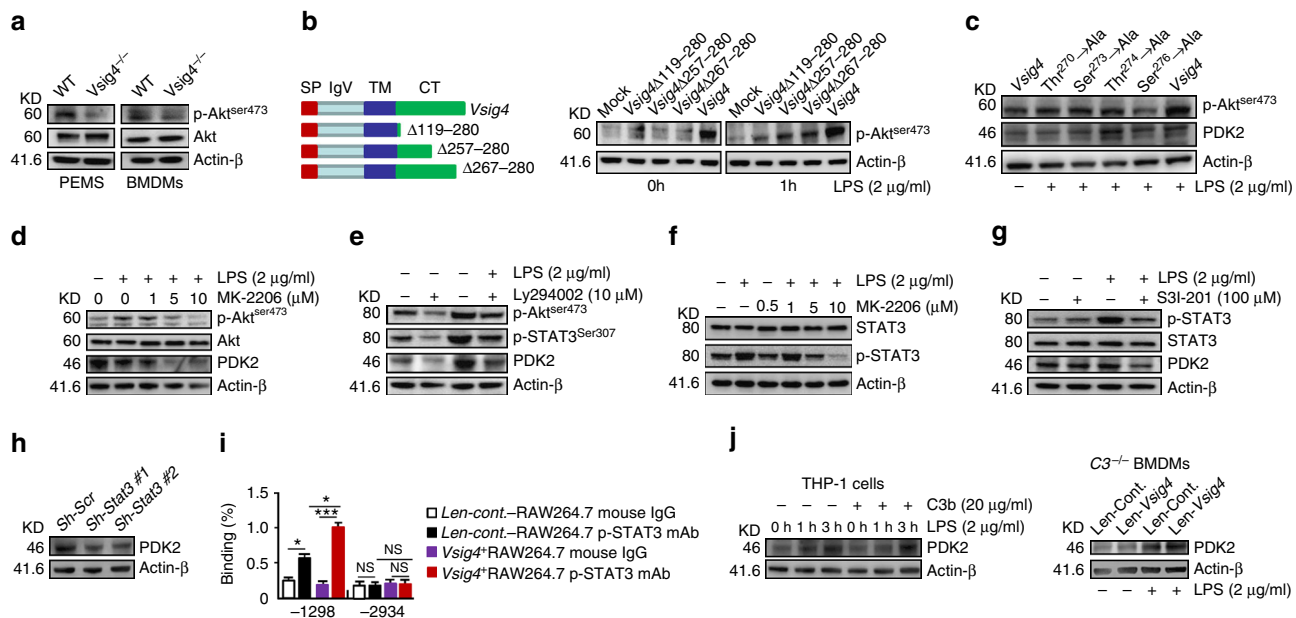 a
WT
Vsig4⁻/⁻
WT
Vsig4⁻/⁻
KD
60
p-Aktˢᵉʳ⁴⁷³
60
Akt
41.6
Actin-β
PEMS
BMDMs
b
SP IgV TM CT
Vsig4
Δ119–280
Δ257–280
Δ267–280
Mock
Vsig4Δ119–280
Vsig4Δ257–280
Vsig4Δ267–280
Vsig4
Mock
Vsig4Δ119–280
Vsig4Δ257–280
Vsig4Δ267–280
Vsig4
KD
60
p-Aktˢᵉʳ⁴⁷³
41.6
Actin-β
0h
1h
LPS (2 μg/ml)
c
Vsig4
Thr²⁷⁰→Ala
Ser²⁷³→Ala
Thr²⁷⁴→Ala
Ser²⁷⁶→Ala
Vsig4
KD
60
p-Aktˢᵉʳ⁴⁷³
46
PDK2
41.6
Actin-β
– + + + + + LPS (2 μg/ml)
d
– + + + + LPS (2 μg/ml)
KD 0 0 1 5 10 MK-2206 (μM)
60 p-Aktˢᵉʳ⁴⁷³
60 Akt
46 PDK2
41.6 Actin-β
e
– – – + LPS (2 μg/ml)
KD – + – + Ly294002 (10 μM)
80 p-Aktˢᵉʳ⁴⁷³
80 p-STAT3ˢᵉʳ³⁰⁷
46 PDK2
41.6 Actin-β
f
– + – + + + LPS (2 μg/ml)
KD – – 0.5 1 5 10 MK-2206 (μM)
80 STAT3
80 p-STAT3
41.6 Actin-β
g
– – + + LPS (2 μg/ml)
KD – + – + S3I-201 (100 μM)
80 p-STAT3
80 STAT3
46 PDK2
41.6 Actin-β
h
Sh-Scr
Sh-Stat3 #1
Sh-Stat3 #2
KD
46 PDK2
41.6 Actin-β
i
Binding (%)
1.5
1.0
0.5
0
*
***
*
NS
NS
NS
–1298
–2934
Len-cont.–RAW264.7 mouse IgG
Len-cont.–RAW264.7 p-STAT3 mAb
Vsig4⁺RAW264.7 mouse IgG
Vsig4⁺RAW264.7 p-STAT3 mAb
j
THP-1 cells
– – – + + + C3b (20 μg/ml)
KD 0 h 1 h 3 h 0 h 1 h 3 h LPS (2 μg/ml)
46 PDK2
41.6 Actin-β
C3⁻/⁻ BMDMs
Len-Cont.
Len-Vsig4
Len-Cont.
Len-Vsig4
KD
46 PDK2
41.6 Actin-β
– – + + LPS (2 μg/ml)